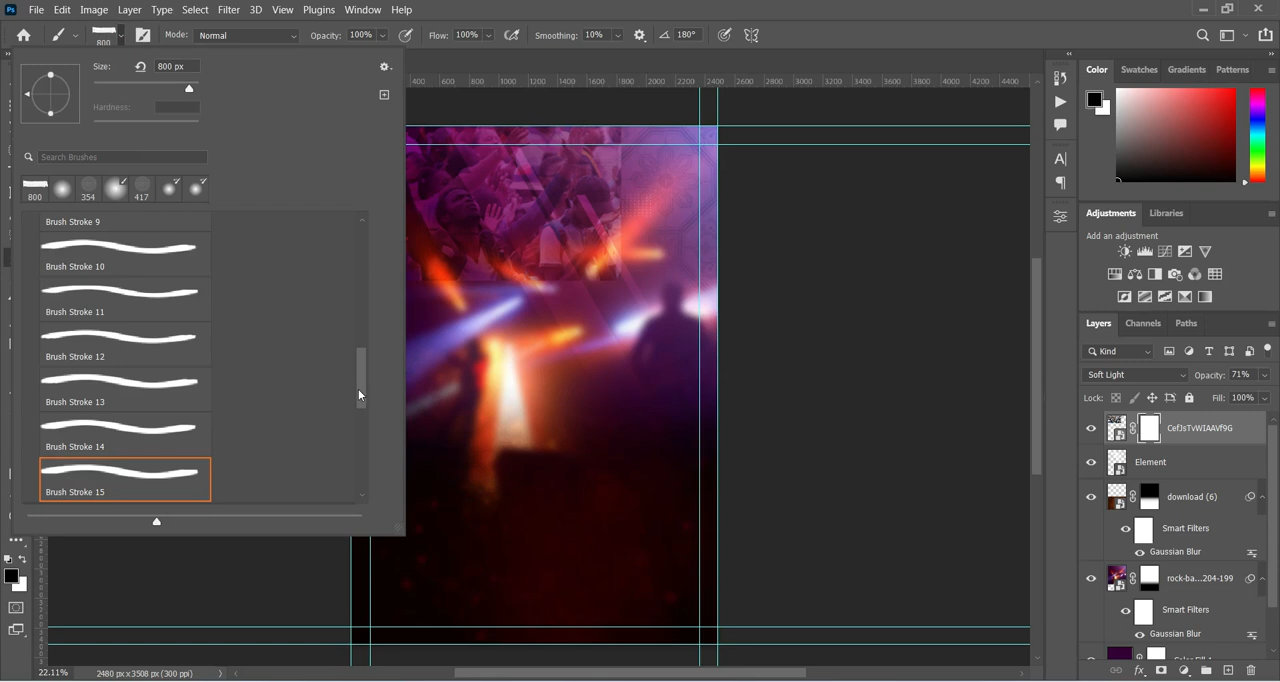 Ps File Edit Image Layer Type Select Filter 3D View Plugins Window Help
800 Mode: Normal Opacity: 100% Flow: 100% Smoothing: 10% 180°
Size: 800 px
Hardness:
Search Brushes
800 354 417
Brush Stroke 9
Brush Stroke 10
Brush Stroke 11
Brush Stroke 12
Brush Stroke 13
Brush Stroke 14
Brush Stroke 15
400 600 800 1000 1200 1400 1600 1800 2000 2200 2400 2600 2800 3000 3200 3400 3600 3800 4000 4200 4400
22.11% 2480 px x 3508 px (300 ppi)
Color Swatches Gradients Patterns
Adjustments Libraries
Add an adjustment
Layers Channels Paths
Kind
Soft Light Opacity: 71%
Lock: Fill: 100%
CefJsTvWIAAVf9G
Element
download (6)
Smart Filters
Gaussian Blur
rock-ba...204-199
Smart Filters
Gaussian Blur